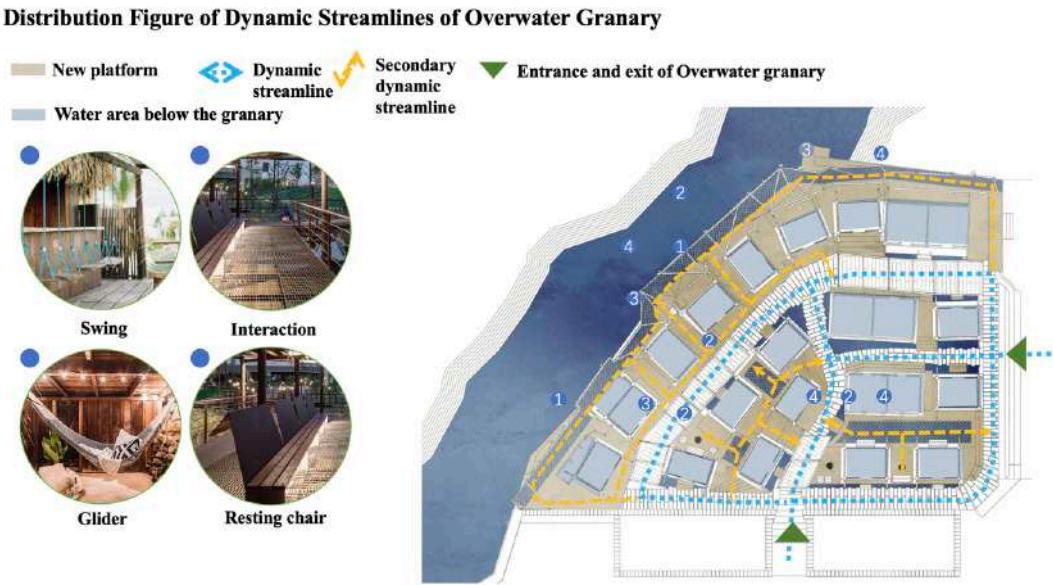 Distribution Figure of Dynamic Streamlines of Overwater Granary
New platform
Dynamic
streamline
Secondary
dynamic
streamline
Entrance and exit of Overwater granary
Water area below the granary
Swing
Interaction
Glider
Resting chair
3
4
2
4
1
3
2
1
3
2
4
2
4